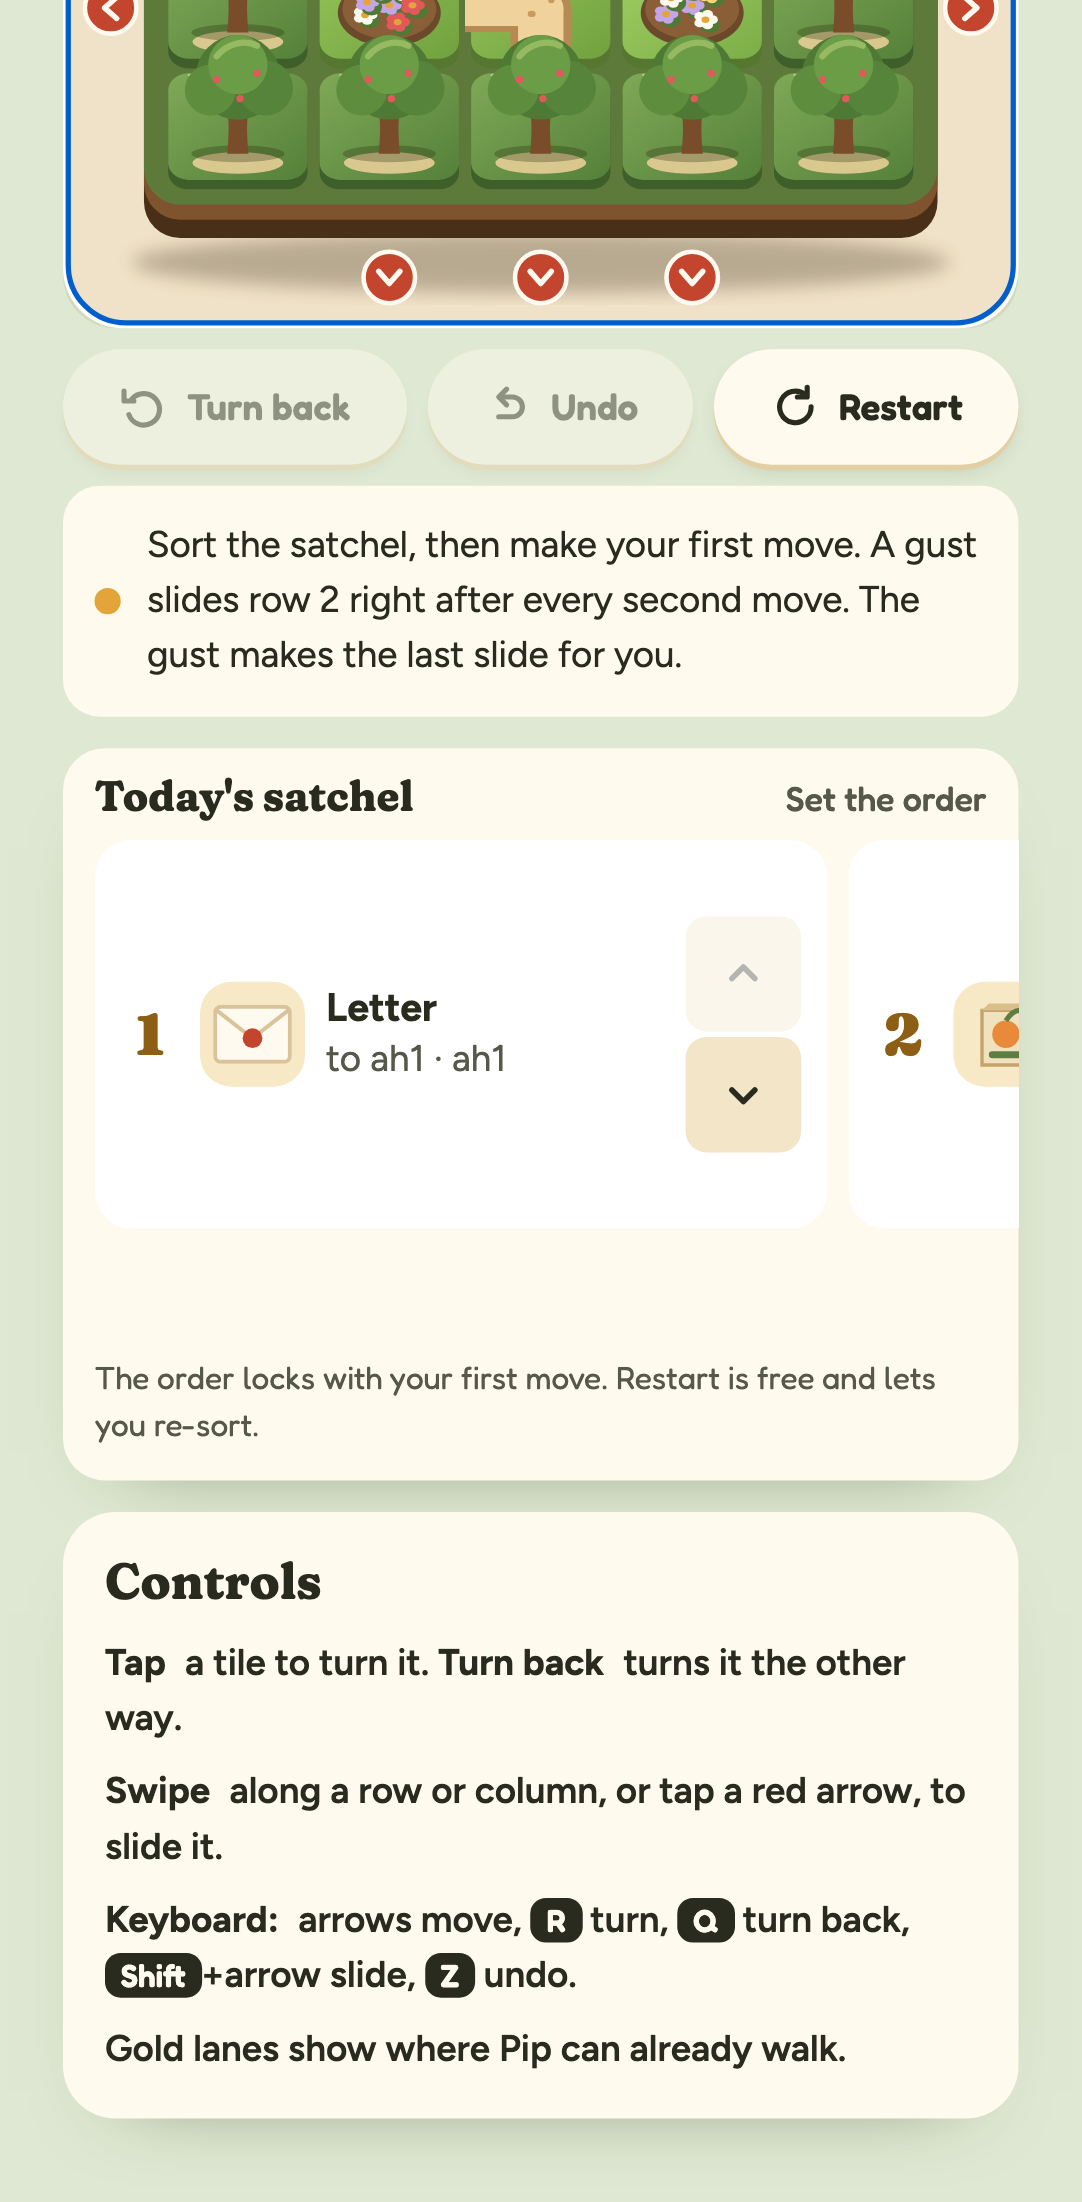 Turn back
Undo
Restart
Sort the satchel, then make your first move. A gust
slides row 2 right after every second move. The
gust makes the last slide for you.
Today's satchel
Set the order
1
Letter
to ah1 · ah1
2
The order locks with your first move. Restart is free and lets
you re-sort.
Controls
Tap a tile to turn it. Turn back turns it the other
way.
Swipe along a row or column, or tap a red arrow, to
slide it.
Keyboard: arrows move, R turn, Q turn back,
Shift+arrow slide, Z undo.
Gold lanes show where Pip can already walk.